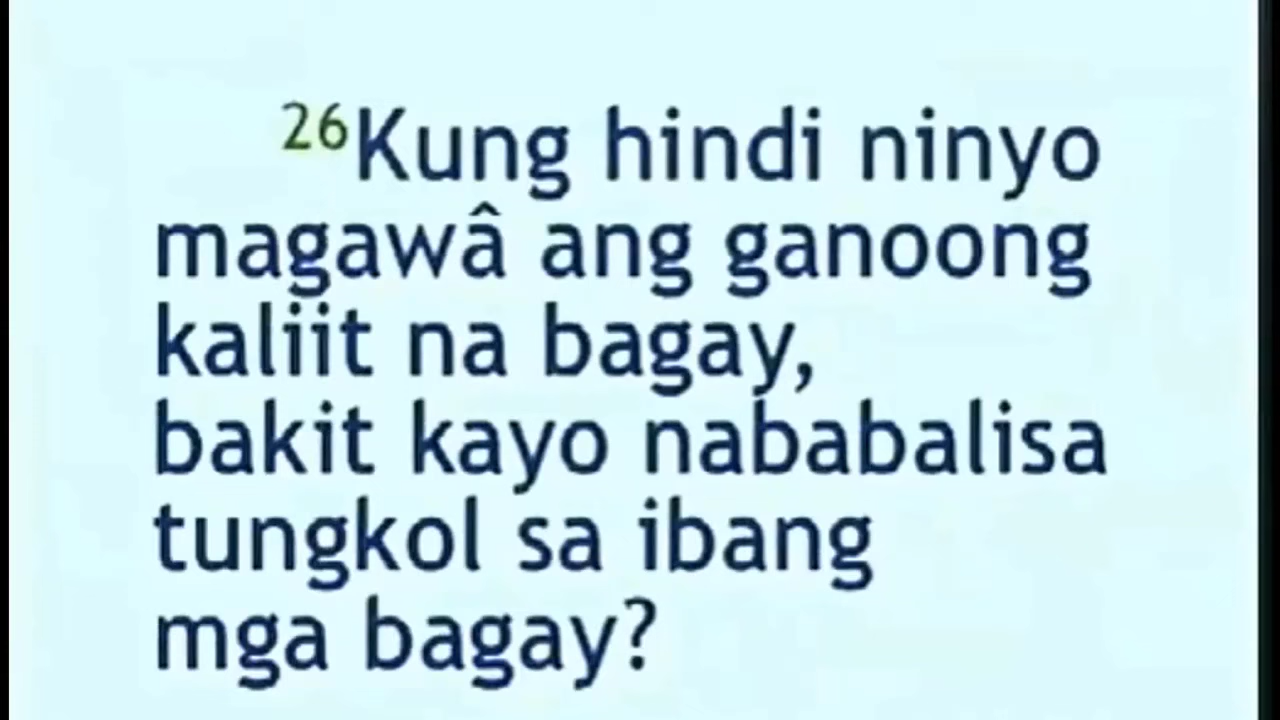 26Kung hindi ninyo
magawâ ang ganoong
kaliit na bagay,
bakit kayo nababalisa
tungkol sa ibang
mga bagay?